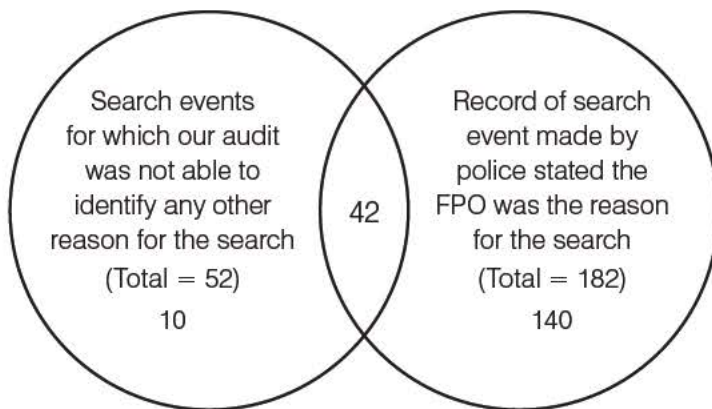 Search events
for which our audit
was not able to
identify any other
reason for the search
(Total = 52)
10
42
Record of search
event made by
police stated the
FPO was the reason
for the search
(Total = 182)
140